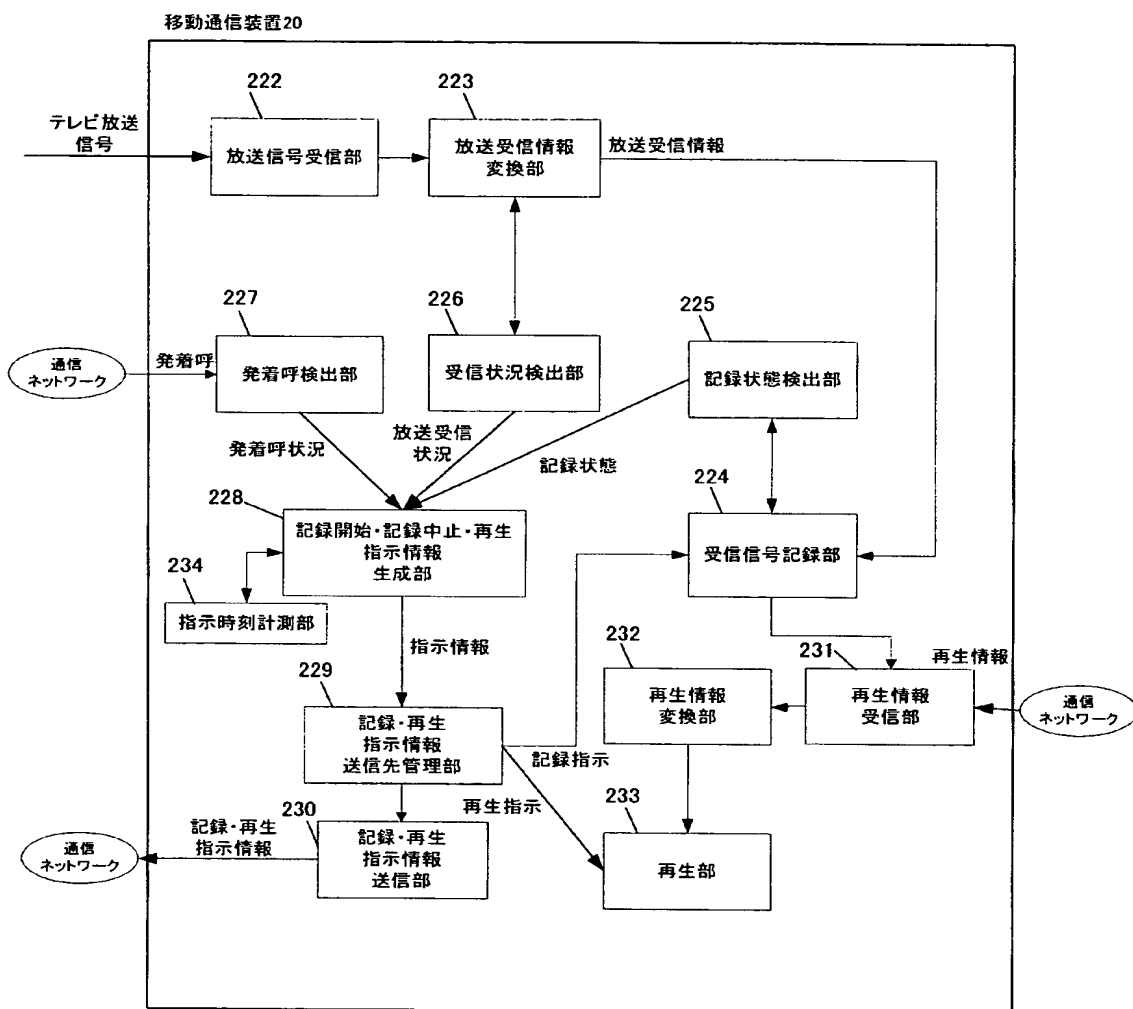 移動通信装置20
222
223
テレビ放送
信号
放送信号受信部
放送受信情報
変換部
放送受信情報
227
226
225
通信
ネットワーク
発着呼
発着呼検出部
受信状況検出部
記録状態検出部
発着呼状況
放送受信
状況
記録状態
228
224
記録開始・記録中止・再生
指示情報
生成部
受信信号記録部
234
指示時刻計測部
指示情報
232
231
再生情報
229
再生情報
変換部
再生情報
受信部
通信
ネットワーク
記録・再生
指示情報
送信先管理部
記録指示
再生指示
233
230
記録・再生
指示情報
通信
ネットワーク
記録・再生
指示情報
送信部
再生部